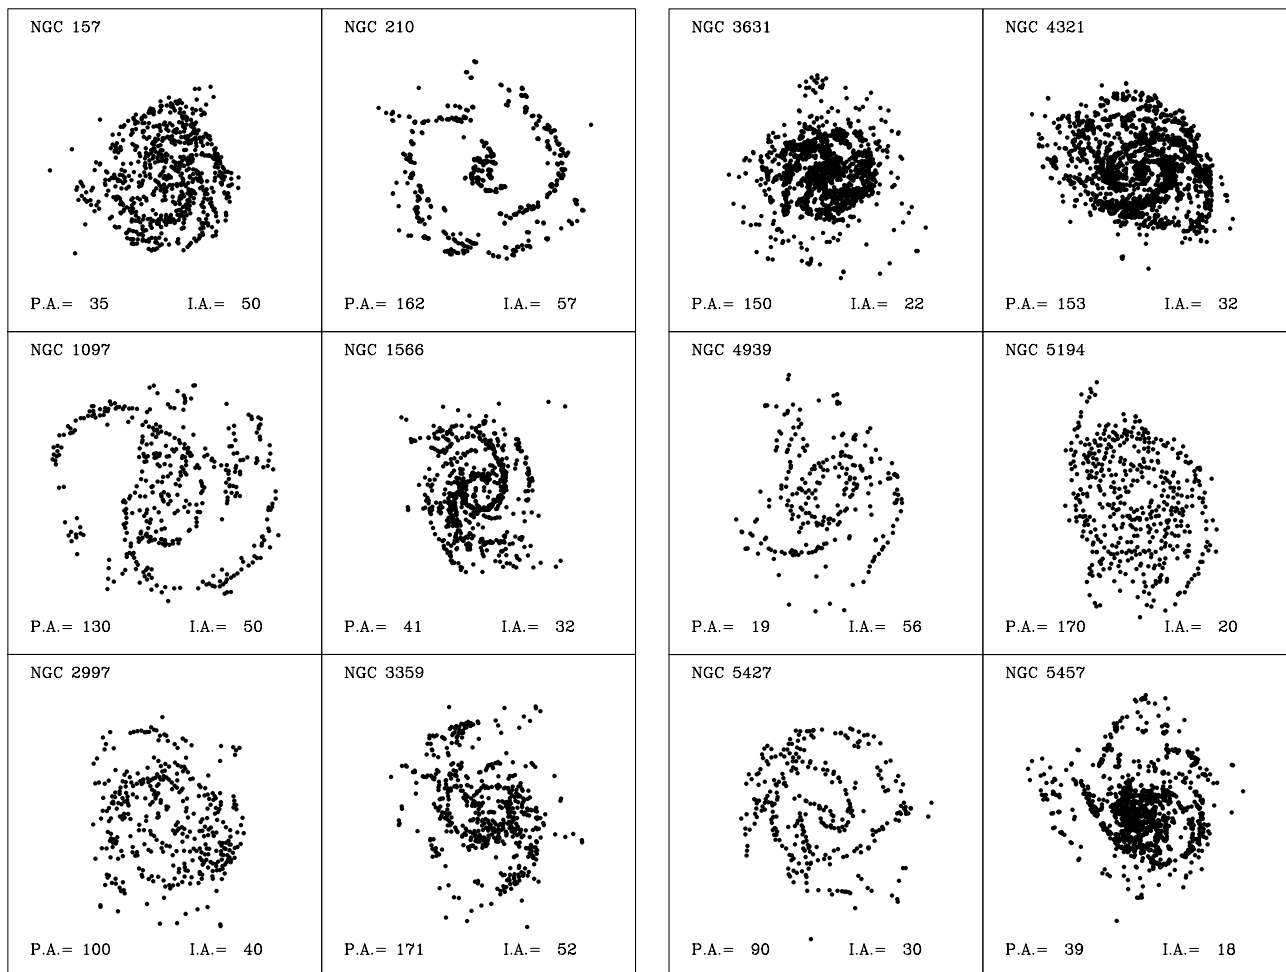 NGC 157
P.A.= 35 I.A.= 50
NGC 210
P.A.= 162 I.A.= 57
NGC 3631
P.A.= 150 I.A.= 22
NGC 4321
P.A.= 153 I.A.= 32
NGC 1097
P.A.= 130 I.A.= 50
NGC 1566
P.A.= 41 I.A.= 32
NGC 4939
P.A.= 19 I.A.= 56
NGC 5194
P.A.= 170 I.A.= 20
NGC 2997
P.A.= 100 I.A.= 40
NGC 3359
P.A.= 171 I.A.= 52
NGC 5427
P.A.= 90 I.A.= 30
NGC 5457
P.A.= 39 I.A.= 18